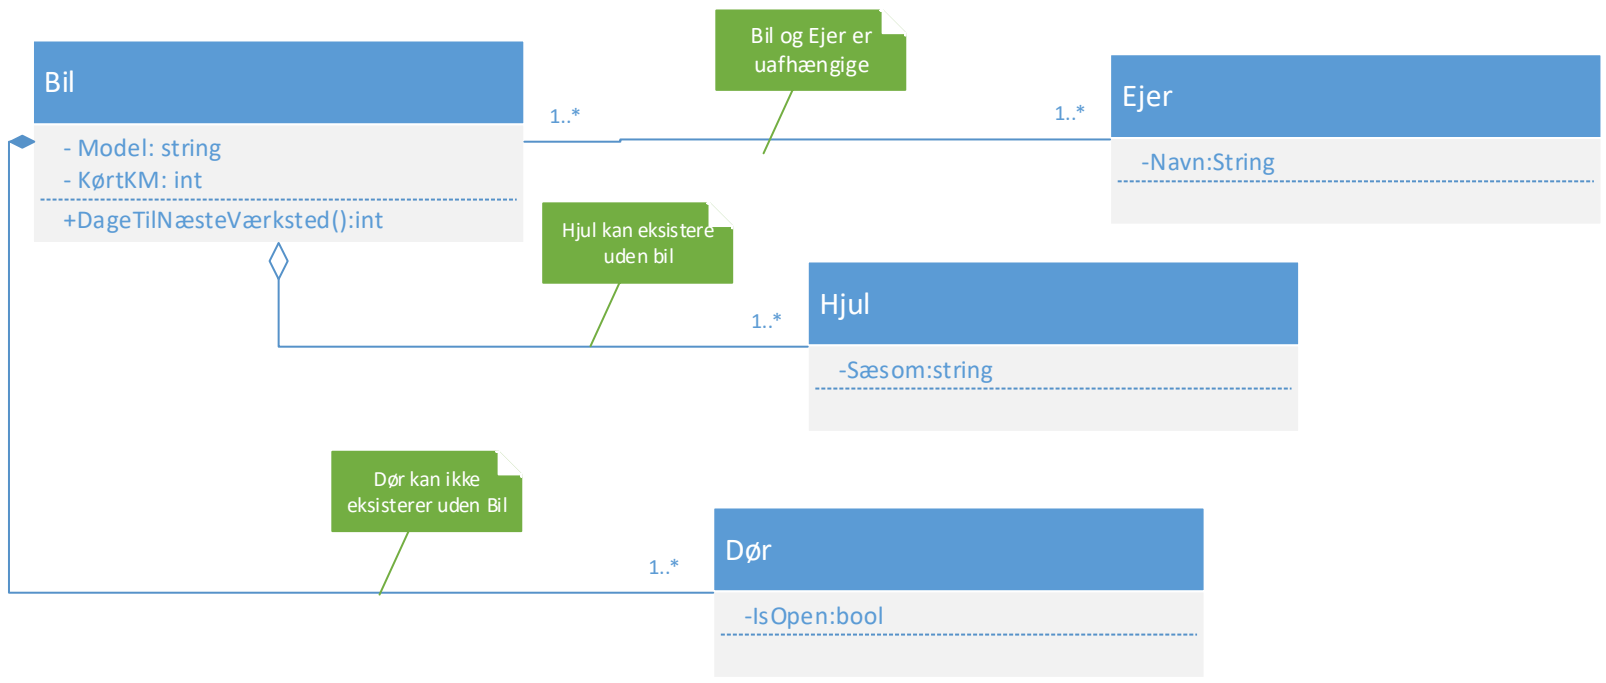 Bil
- Model: string
- KørtKM: int
+DageTilNæsteVærksted():int
1..*
Bil og Ejer er
uafhængige
1..*
Ejer
-Navn:String
Hjul kan eksistere
uden bil
1..*
Hjul
-Sæsom:string
Dør kan ikke
eksisterer uden Bil
1..*
Dør
-IsOpen:bool